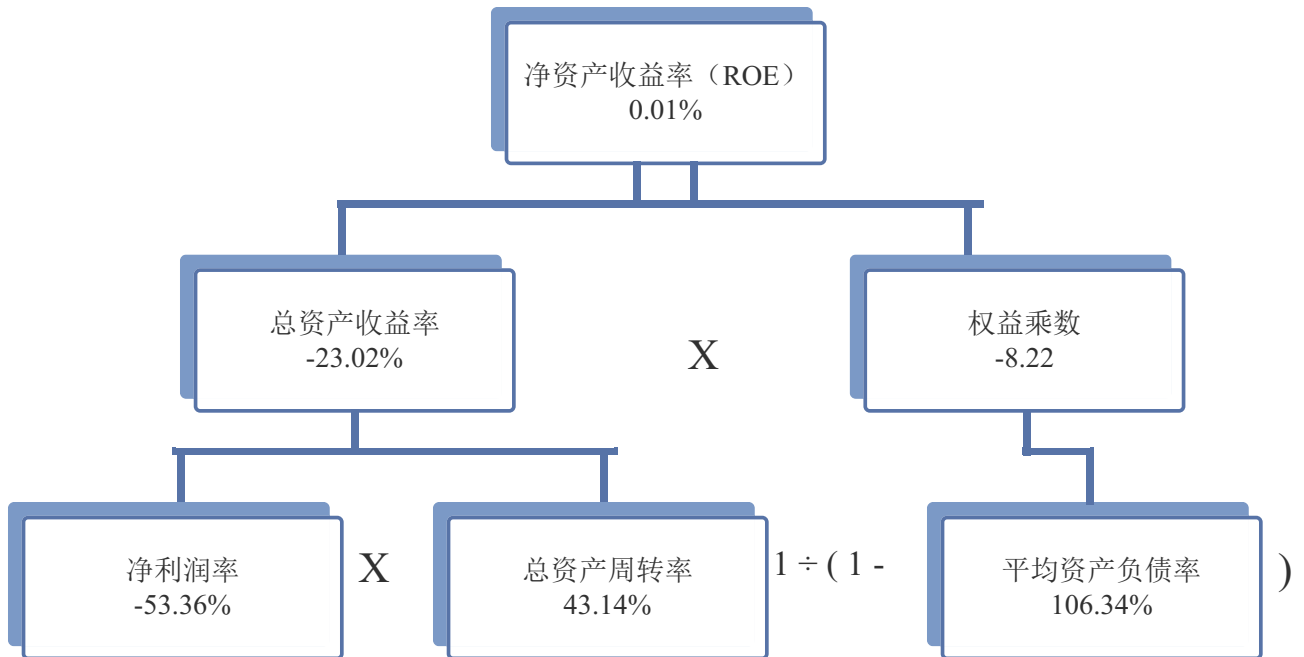 净资产收益率（ROE）
0.01%
总资产收益率
-23.02%
X
权益乘数
-8.22
净利润率
-53.36%
X
总资产周转率
43.14%
1 ÷ ( 1 -
平均资产负债率
106.34%
)